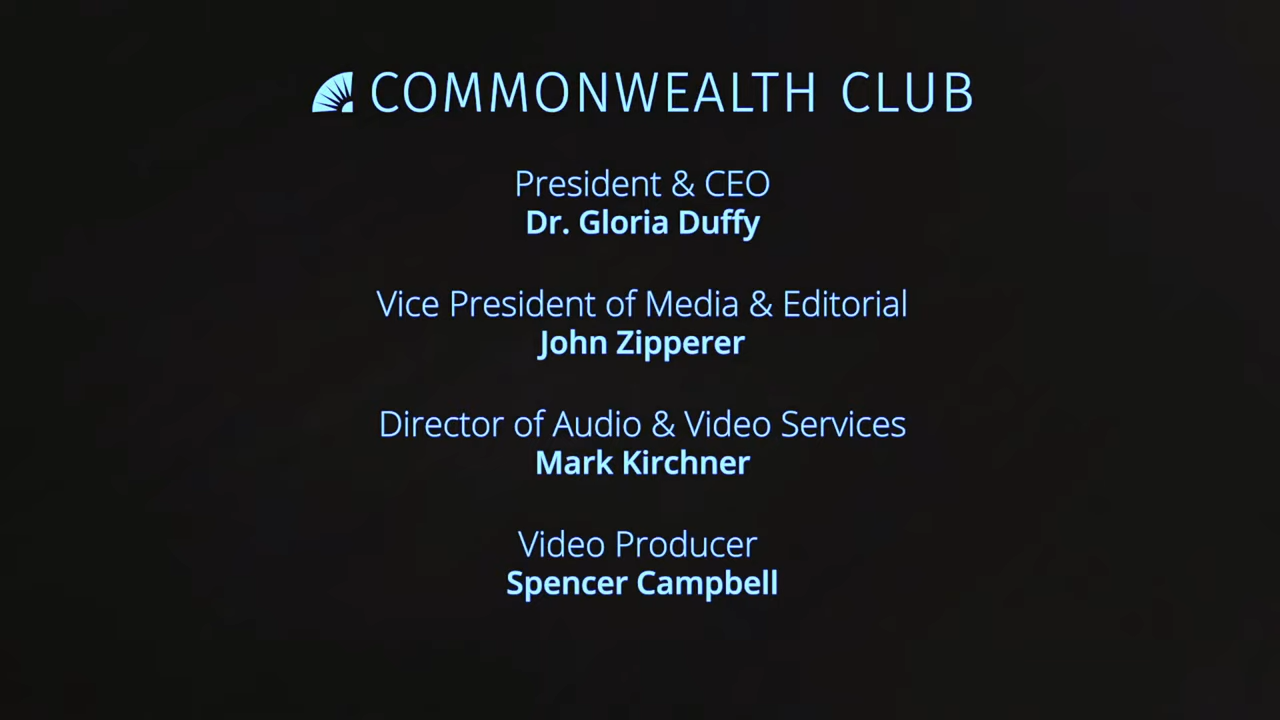 COMMONWEALTH CLUB
President & CEO
Dr. Gloria Duffy
Vice President of Media & Editorial
John Zipperer
Director of Audio & Video Services
Mark Kirchner
Video Producer
Spencer Campbell